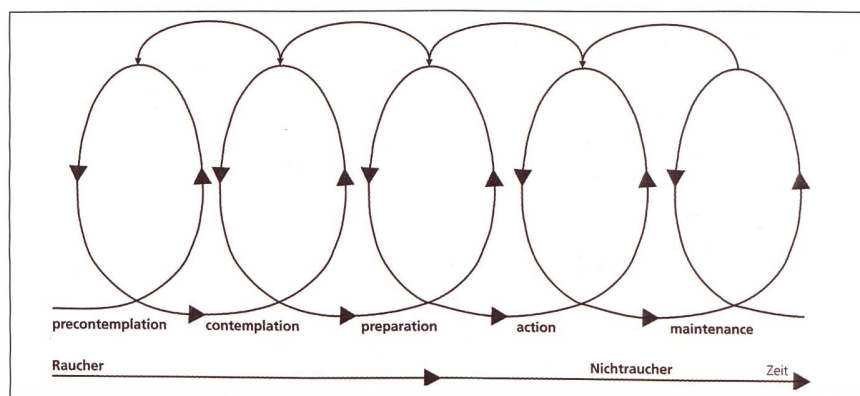 precontemplation contemplation preparation action maintenance
Raucher Nichtraucher Zeit